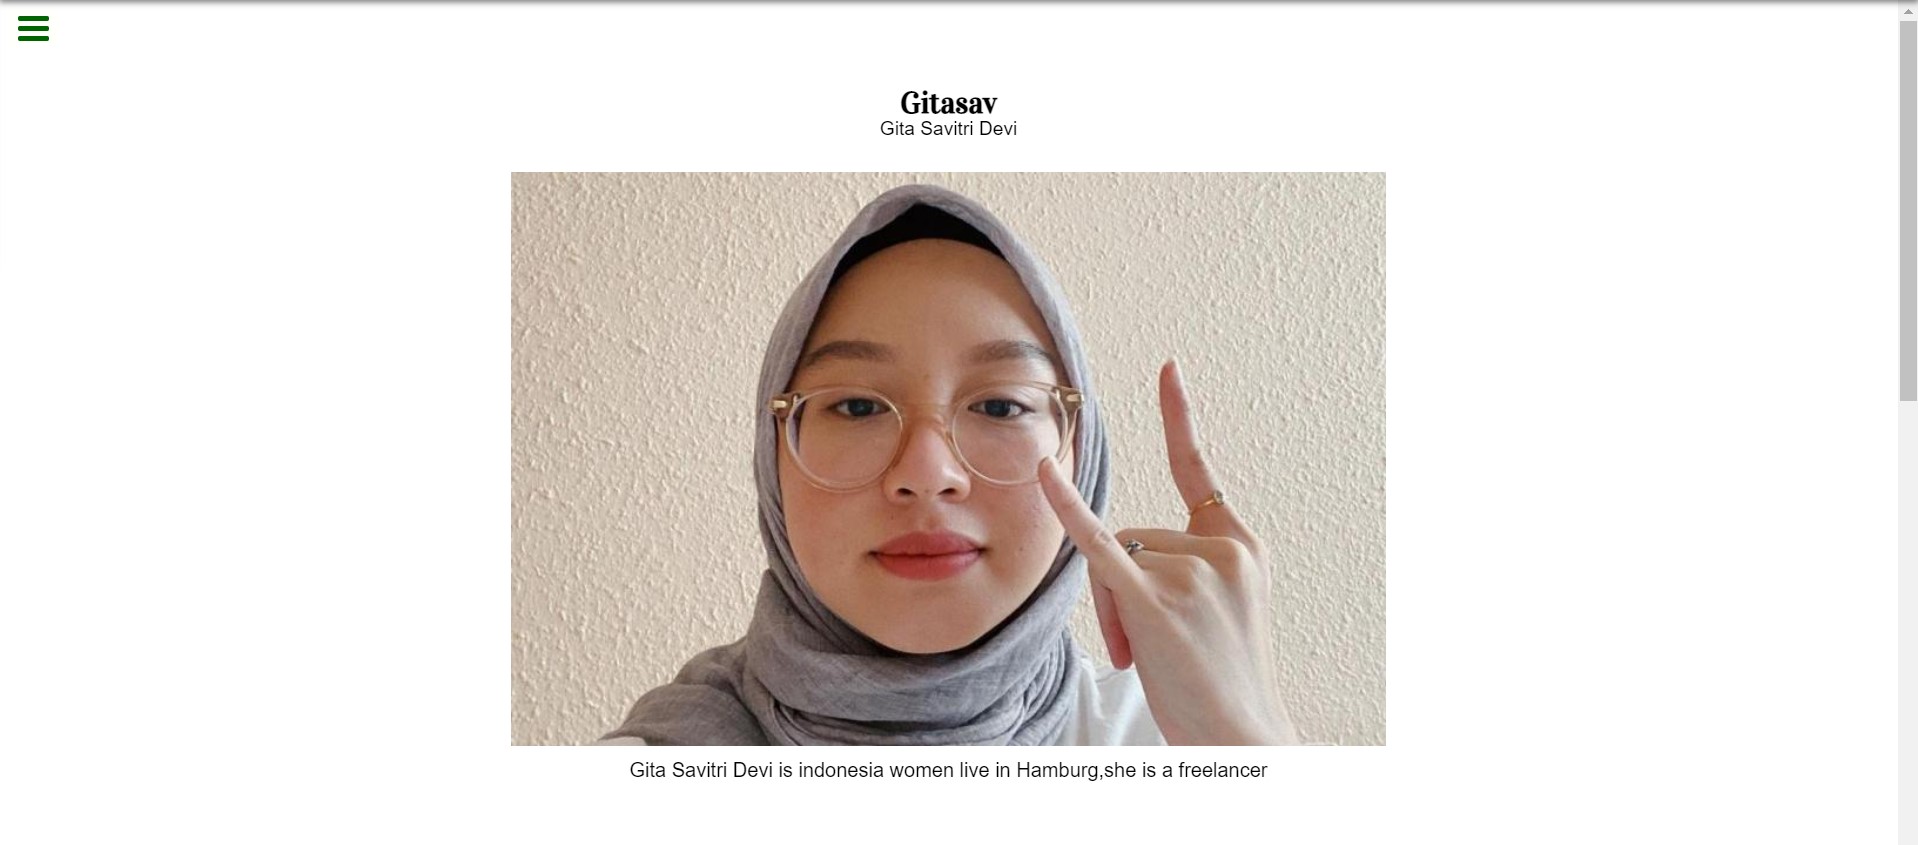 Gitasav
Gita Savitri Devi
Gita Savitri Devi is indonesia women live in Hamburg,she is a freelancer